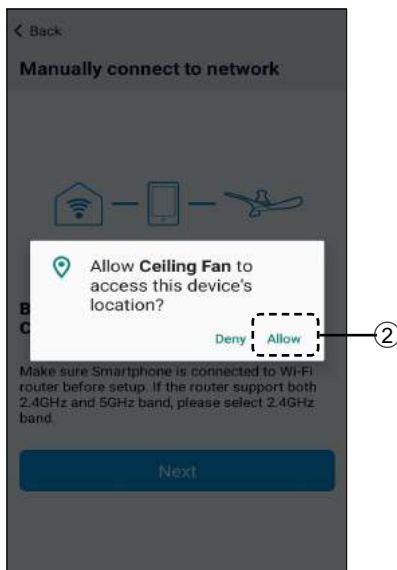 < Back
Manually connect to network
Allow Ceiling Fan to
access this device's
location?
B
C
Deny Allow
②
Make sure Smartphone is connected to Wi-Fi
router before setup. If the router support both
2.4GHz and 5GHz band, please select 2.4GHz
band.
Next